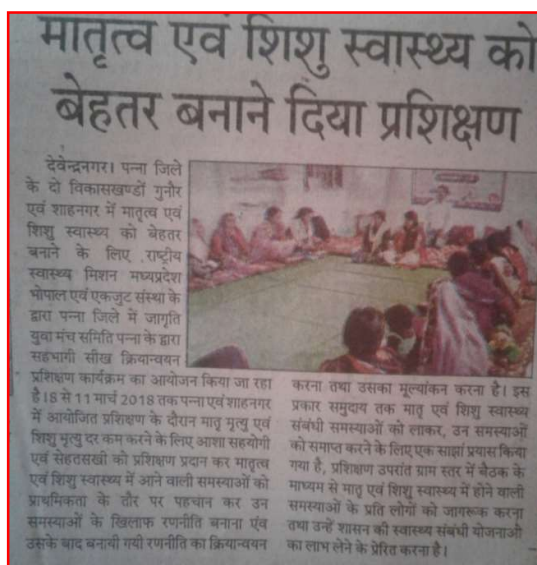 मातृत्व एवं शिशु स्वास्थ्य को
बेहतर बनाने दिया प्रशिक्षण
देवेन्द्रनगर। पन्ना जिले
के दो विकासखण्डों गुनौर
एवं शाहनगर में मातृत्व एवं
शिशु स्वास्थ्य को बेहतर
बनाने के लिए राष्ट्रीय
स्वास्थ्य मिशन मध्यप्रदेश
भोपाल एवं एकजुट संस्था के
द्वारा पन्ना जिले में जागृति
युवा मंच समिति पन्ना के द्वारा
सहभागी सीख क्रियान्वयन
प्रशिक्षण कार्यक्रम का आयोजन किया जा रहा
है।8 से 11 मार्च 2018 तक पन्ना एवं शाहनगर
में आयोजित प्रशिक्षण के दौरान मातृ मृत्यु एवं
शिशु मृत्यु दर कम करने के लिए आशा सहयोगी
एवं सेहतसखी को प्रशिक्षण प्रदान कर मातृत्व
एवं शिशु स्वास्थ्य में आने वाली समस्याओं को
प्राथमिकता के दौर पर पहचान कर उन
समस्याओं के खिलाफ रणनीति बनाना एंव
उसके बाद बनायी गयी रणनीति का क्रियान्वयन
करना तथा उसका मूल्यांकन करना है। इस
प्रकार समुदाय तक मातृ एवं शिशु स्वास्थ्य
संबंधी समस्याओं को लाकर, उन समस्याओं
को समाप्त करने के लिए एक साझां प्रयास किया
गया है, प्रशिक्षण उपरांत ग्राम स्तर में बैठक के
माध्यम से मातृ एवं शिशु स्वास्थ्य में होने वाली
समस्याओं के प्रति लोगों को जागरूक करना
तथा उन्हें शासन की स्वास्थ्य संबंधी योजनाओ
का लाभ लेने के प्रेरित करना है।